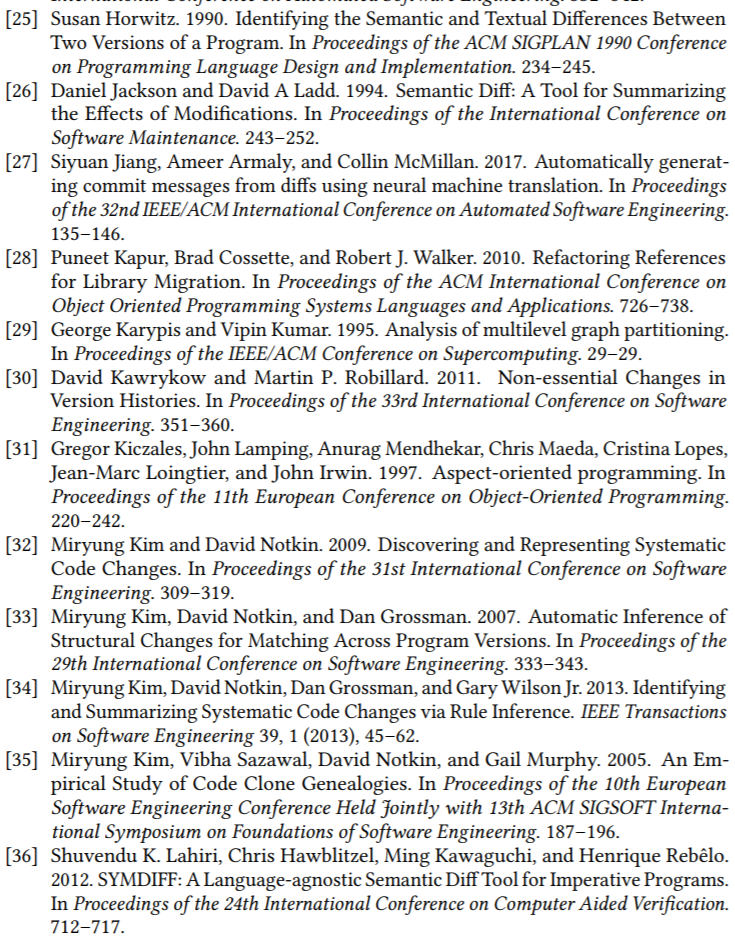 [25] Susan Horwitz. 1990. Identifying the Semantic and Textual Differences Between
Two Versions of a Program. In Proceedings of the ACM SIGPLAN 1990 Conference
on Programming Language Design and Implementation. 234–245.
[26] Daniel Jackson and David A Ladd. 1994. Semantic Diff: A Tool for Summarizing
the Effects of Modifications. In Proceedings of the International Conference on
Software Maintenance. 243–252.
[27] Siyuan Jiang, Ameer Armaly, and Collin McMillan. 2017. Automatically generat-
ing commit messages from diffs using neural machine translation. In Proceedings
of the 32nd IEEE/ACM International Conference on Automated Software Engineering.
135–146.
[28] Puneet Kapur, Brad Cossette, and Robert J. Walker. 2010. Refactoring References
for Library Migration. In Proceedings of the ACM International Conference on
Object Oriented Programming Systems Languages and Applications. 726–738.
[29] George Karypis and Vipin Kumar. 1995. Analysis of multilevel graph partitioning.
In Proceedings of the IEEE/ACM Conference on Supercomputing. 29–29.
[30] David Kawrykow and Martin P. Robillard. 2011. Non-essential Changes in
Version Histories. In Proceedings of the 33rd International Conference on Software
Engineering. 351–360.
[31] Gregor Kiczales, John Lamping, Anurag Mendhekar, Chris Maeda, Cristina Lopes,
Jean-Marc Loingtier, and John Irwin. 1997. Aspect-oriented programming. In
Proceedings of the 11th European Conference on Object-Oriented Programming.
220–242.
[32] Miryung Kim and David Notkin. 2009. Discovering and Representing Systematic
Code Changes. In Proceedings of the 31st International Conference on Software
Engineering. 309–319.
[33] Miryung Kim, David Notkin, and Dan Grossman. 2007. Automatic Inference of
Structural Changes for Matching Across Program Versions. In Proceedings of the
29th International Conference on Software Engineering. 333–343.
[34] Miryung Kim, David Notkin, Dan Grossman, and Gary Wilson Jr. 2013. Identifying
and Summarizing Systematic Code Changes via Rule Inference. IEEE Transactions
on Software Engineering 39, 1 (2013), 45–62.
[35] Miryung Kim, Vibha Sazawal, David Notkin, and Gail Murphy. 2005. An Em-
pirical Study of Code Clone Genealogies. In Proceedings of the 10th European
Software Engineering Conference Held Jointly with 13th ACM SIGSOFT Interna-
tional Symposium on Foundations of Software Engineering. 187–196.
[36] Shuvendu K. Lahiri, Chris Hawblitzel, Ming Kawaguchi, and Henrique Rebêlo.
2012. SYMDIFF: A Language-agnostic Semantic Diff Tool for Imperative Programs.
In Proceedings of the 24th International Conference on Computer Aided Verification.
712–717.